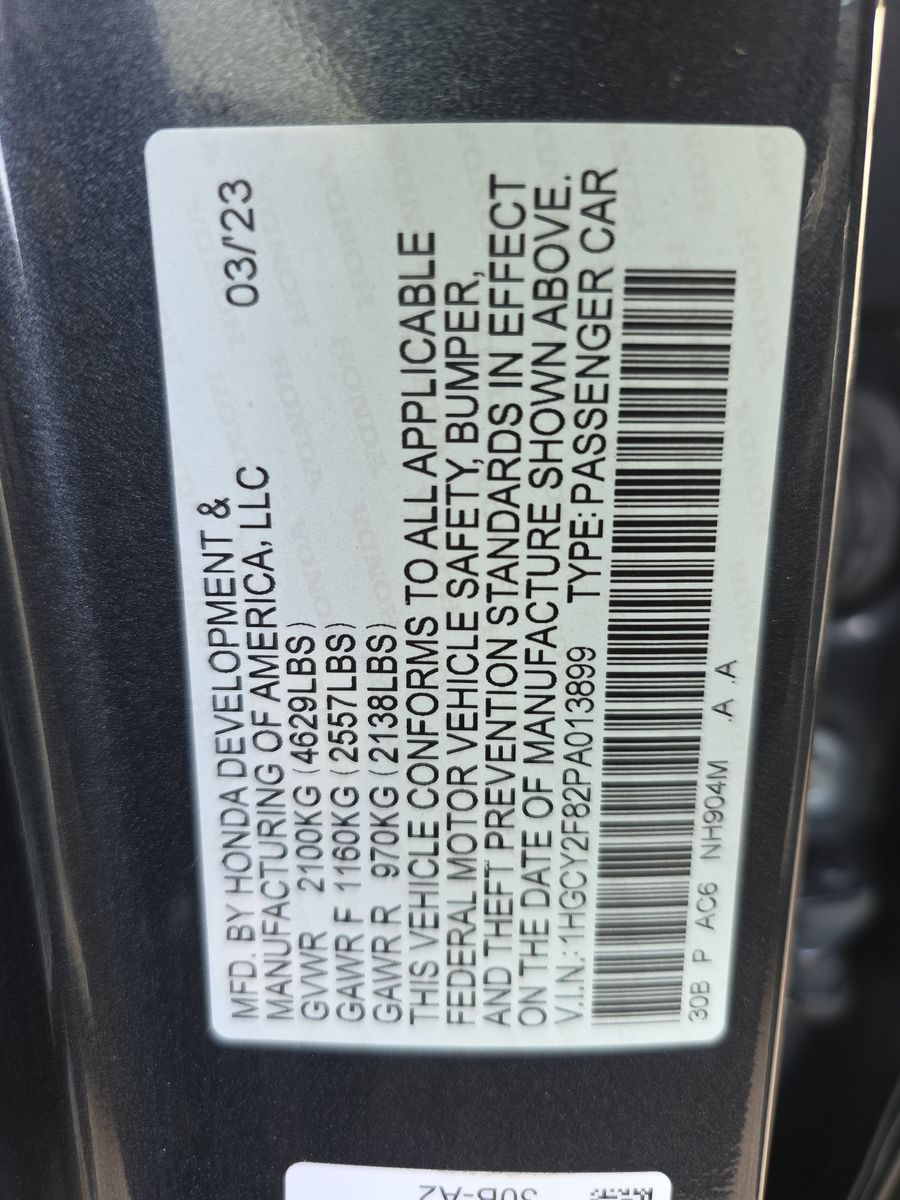 MFD. BY HONDA DEVELOPMENT &
MANUFACTURING OF AMERICA, LLC 03/'23
GVWR 2100KG (4629LBS)
GAWR F 1160KG (2557LBS)
GAWR R 970KG (2138LBS)
THIS VEHICLE CONFORMS TO ALL APPLICABLE
FEDERAL MOTOR VEHICLE SAFETY, BUMPER,
AND THEFT PREVENTION STANDARDS IN EFFECT
ON THE DATE OF MANUFACTURE SHOWN ABOVE.
V.I.N.: 1HGCY2F82PA013899 TYPE: PASSENGER CAR
30B P AC6 NH904M .A .A
30B-A2